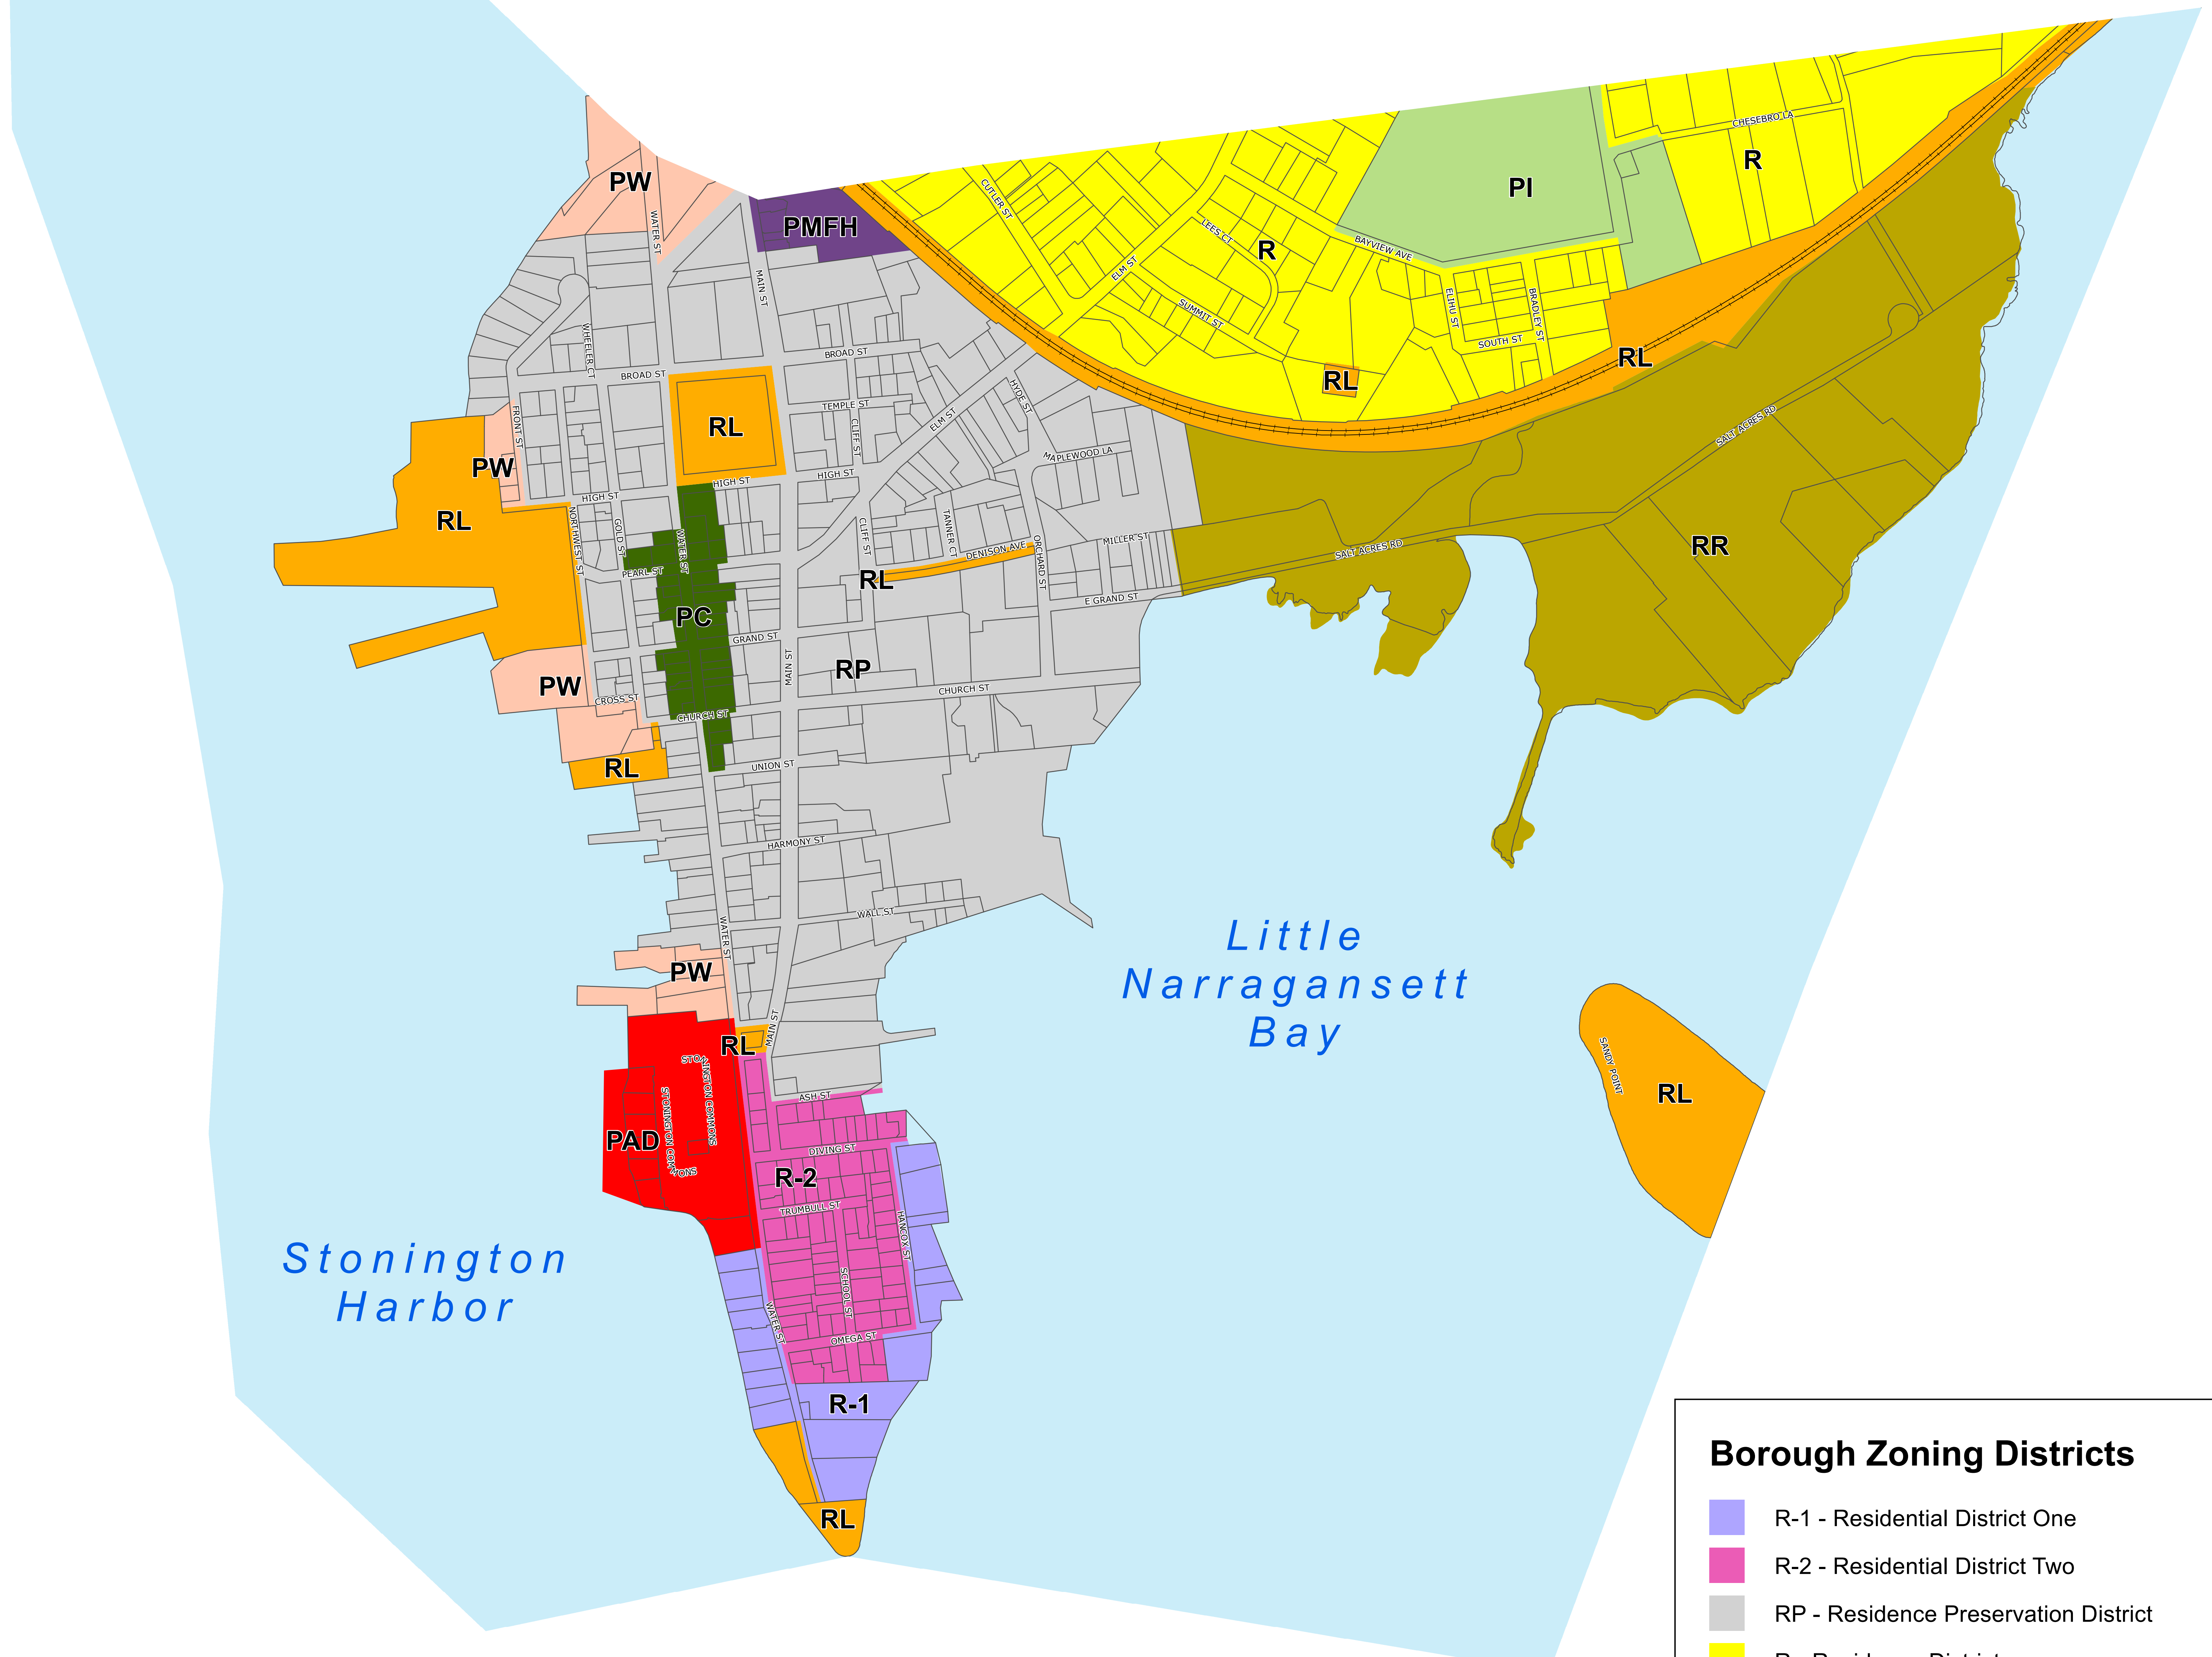 CHESEBRO LA
R
PW
PI
CUTLER ST
WATER ST
PMFH
LEES CT
R
BAYVIEW AVE
ELM ST
MAIN ST
SUMMIT ST
ELIHU ST
BRADLEY ST
WHEELER CT
BROAD ST
SOUTH ST
RL
BROAD ST
RL
HYDE ST
TEMPLE ST
FRONT ST
RL
ELM ST
CLIFF ST
SALT ACRES RD
PW
MAPLEWOOD LA
HIGH ST
HIGH ST
HIGH ST
RL
NORTHWEST ST
GOLD ST
WATER ST
CLIFF ST
TANNER CT
DENISON AVE
ORCHARD ST
MILLER ST
SALT ACRES RD
RR
PEARL ST
RL
E GRAND ST
PC
GRAND ST
MAIN ST
RP
PW
CROSS ST
CHURCH ST
CHURCH ST
RL
UNION ST
HARMONY ST
WALL ST
WATER ST
Little
Narragansett
Bay
PW
MAIN ST
RL
SANDY POINT
RL
STONINGTON COMMONS
STONINGTON COMMONS
ASH ST
PAD
DIVING ST
R-2
TRUMBULL ST
HANCOX ST
Stonington
Harbor
SCHOOL ST
WATER ST
OMEGA ST
R-1
RL
Borough Zoning Districts
R-1 - Residential District One
R-2 - Residential District Two
RP - Residence Preservation District